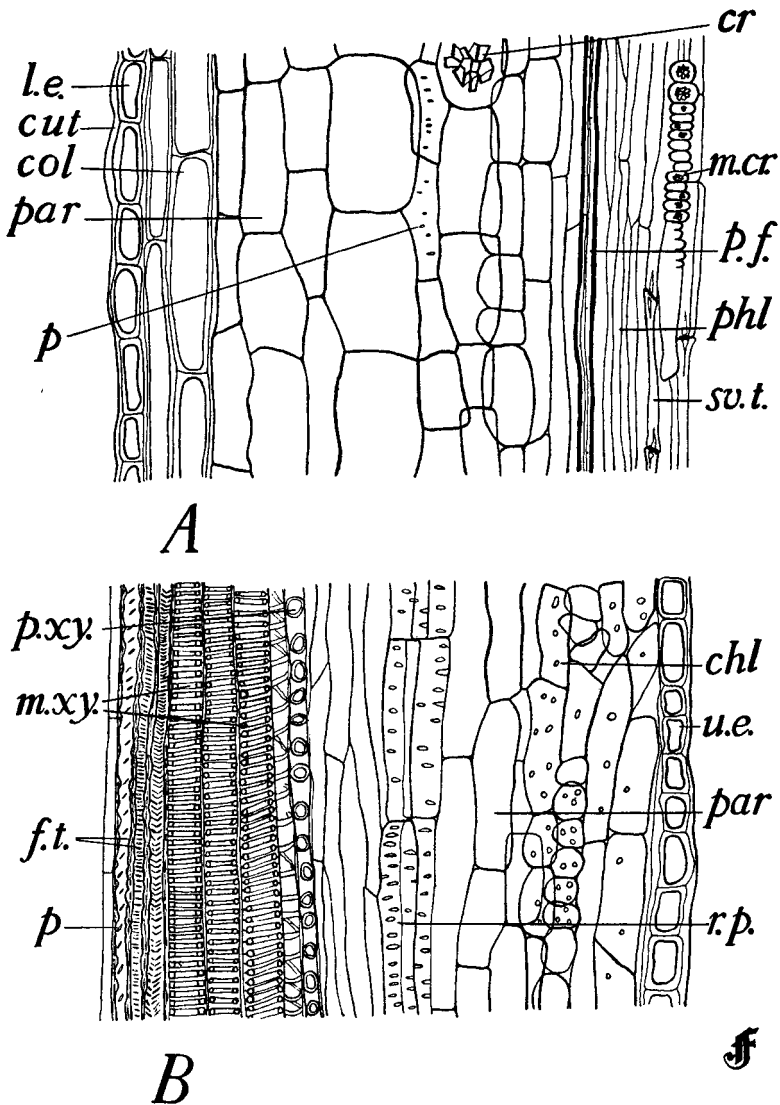 cr
l.e.
cut
col
par
p
m.cr.
p.f.
phl
sv.t.
A
p.xy.
m.xy.
f.t.
p
chl
u.e.
par
r.p.
B